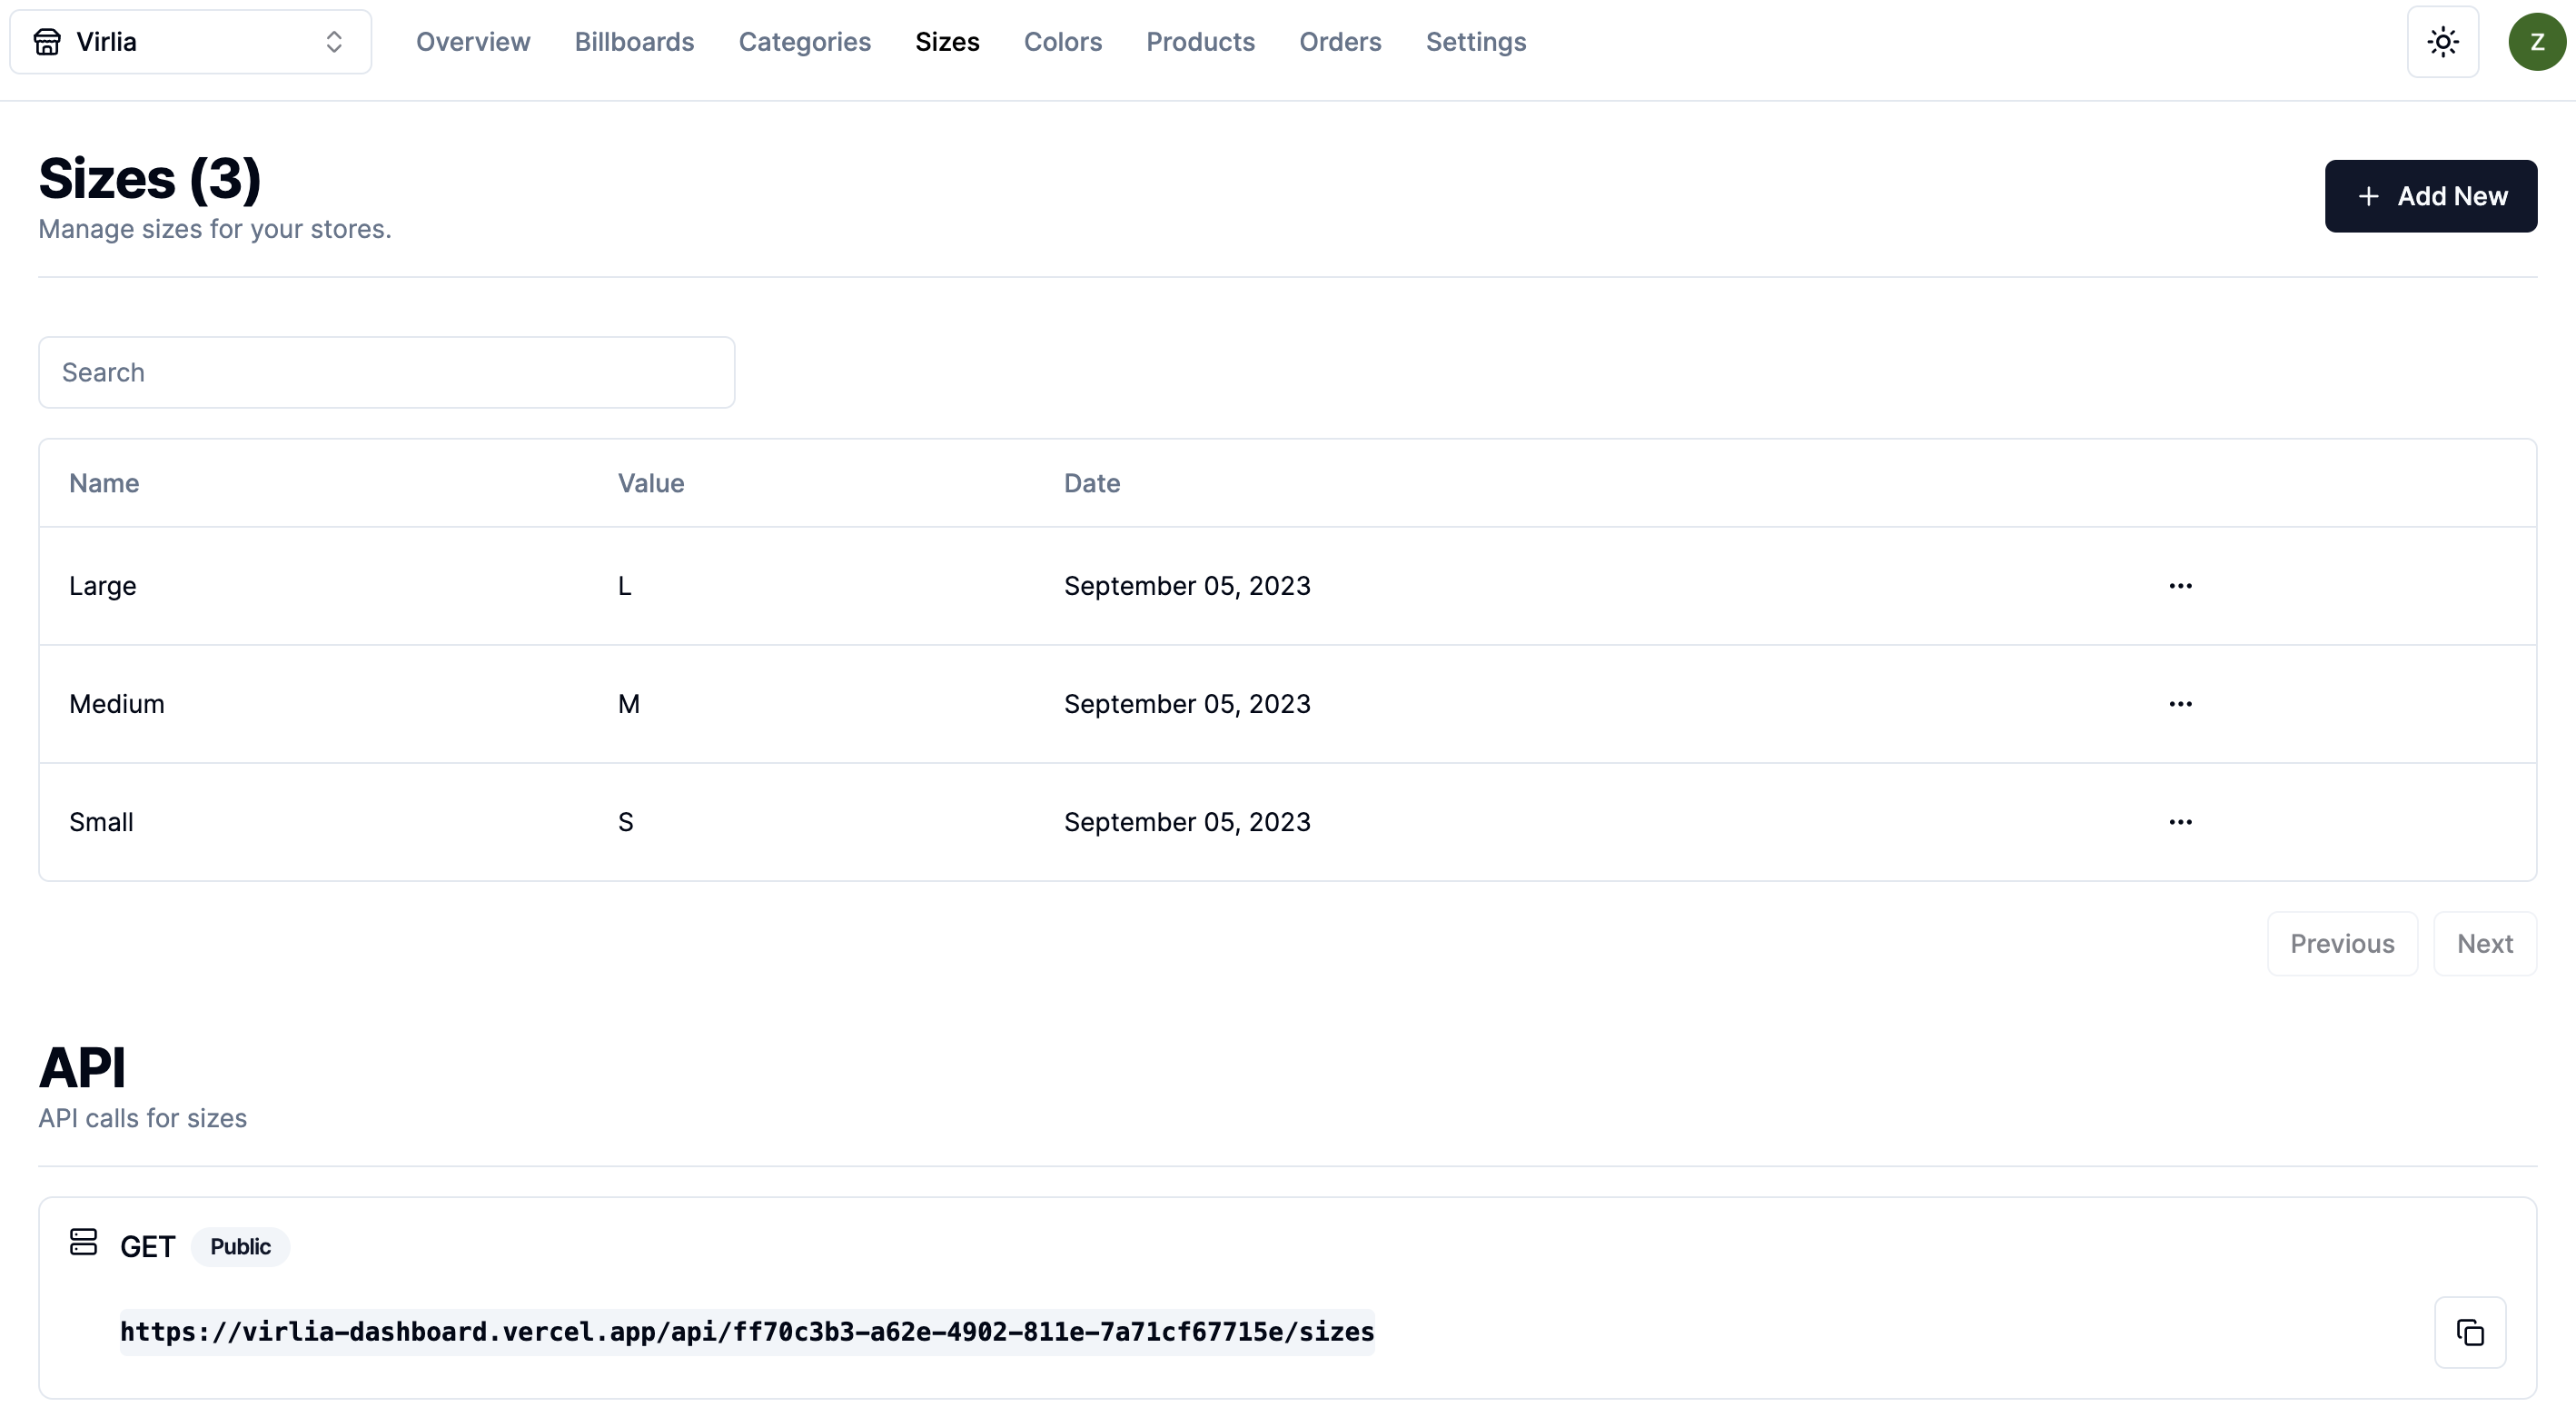 Virlia Overview Billboards Categories Sizes Colors Products Orders Settings Z
Sizes (3)
Manage sizes for your stores.
+ Add New
Search
Name Value Date
Large L September 05, 2023 ...
Medium M September 05, 2023 ...
Small S September 05, 2023 ...
Previous Next
API
API calls for sizes
GET Public
https://virlia-dashboard.vercel.app/api/ff70c3b3-a62e-4902-811e-7a71cf67715e/sizes